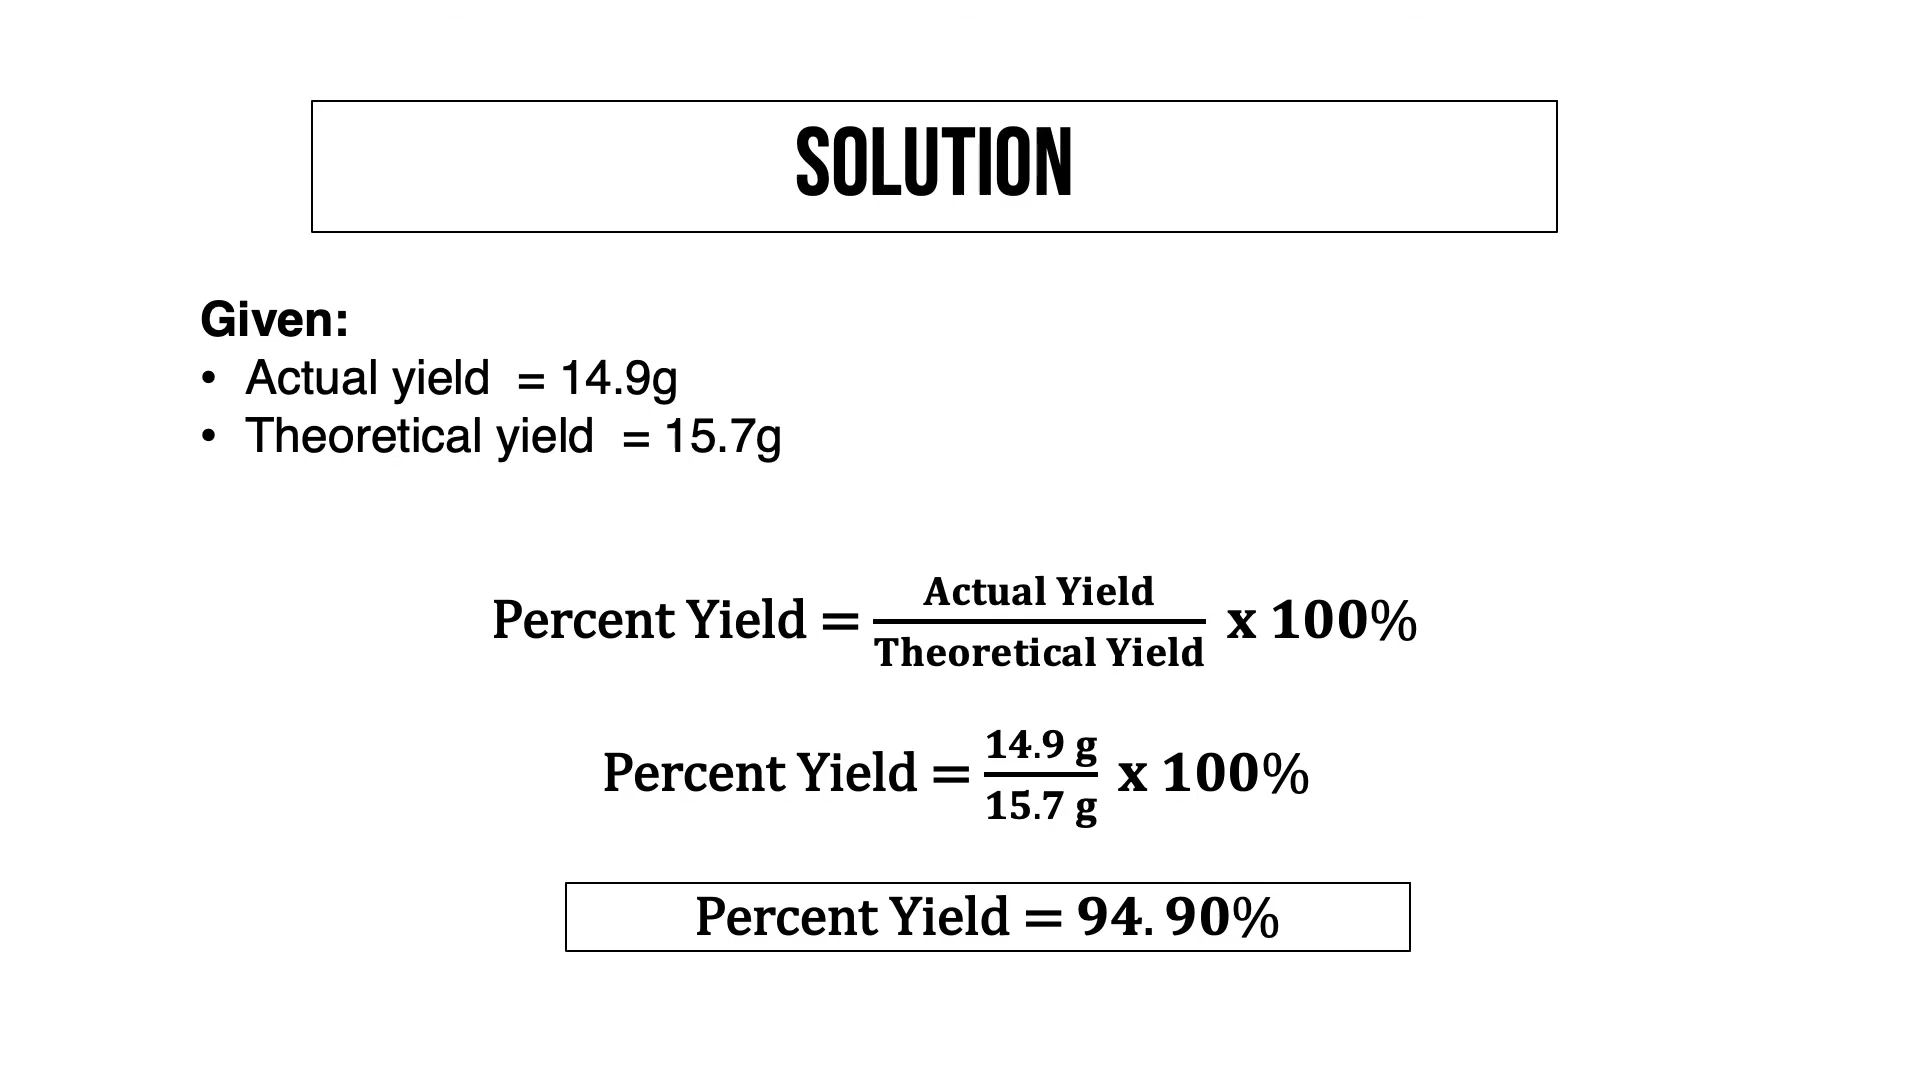 SOLUTION
Given:
• Actual yield = 14.9g
• Theoretical yield = 15.7g
Percent Yield = Actual Yield / Theoretical Yield x 100%
Percent Yield = 14.9 g / 15.7 g x 100%
Percent Yield = 94.90%